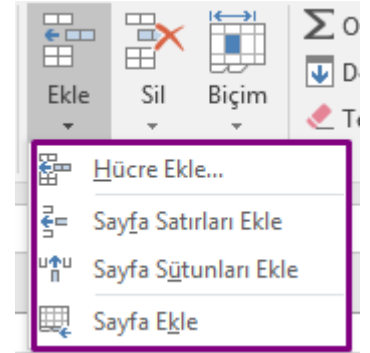 Ekle Sil Biçim
Hücre Ekle...
Sayfa Satırları Ekle
Sayfa Sütunları Ekle
Sayfa Ekle